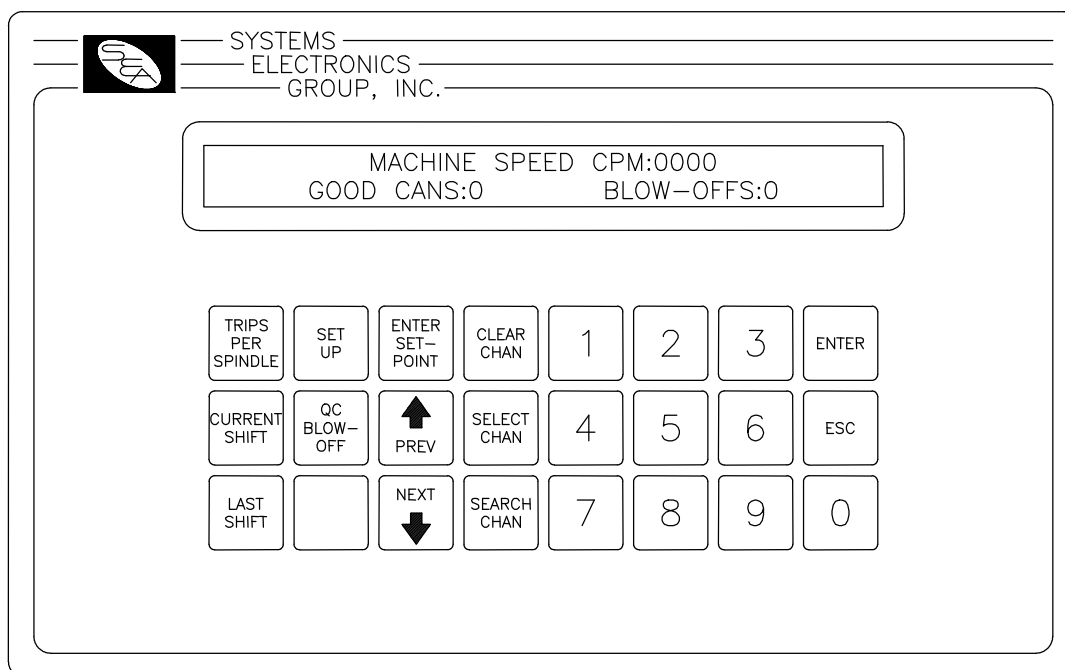 SEG
SYSTEMS
ELECTRONICS
GROUP, INC.
MACHINE SPEED CPM:0000
GOOD CANS:0 BLOW-OFFS:0
TRIPS
PER
SPINDLE
SET
UP
ENTER
SET-
POINT
CLEAR
CHAN
1
2
3
ENTER
CURRENT
SHIFT
QC
BLOW-
OFF
PREV
SELECT
CHAN
4
5
6
ESC
LAST
SHIFT
NEXT
SEARCH
CHAN
7
8
9
0